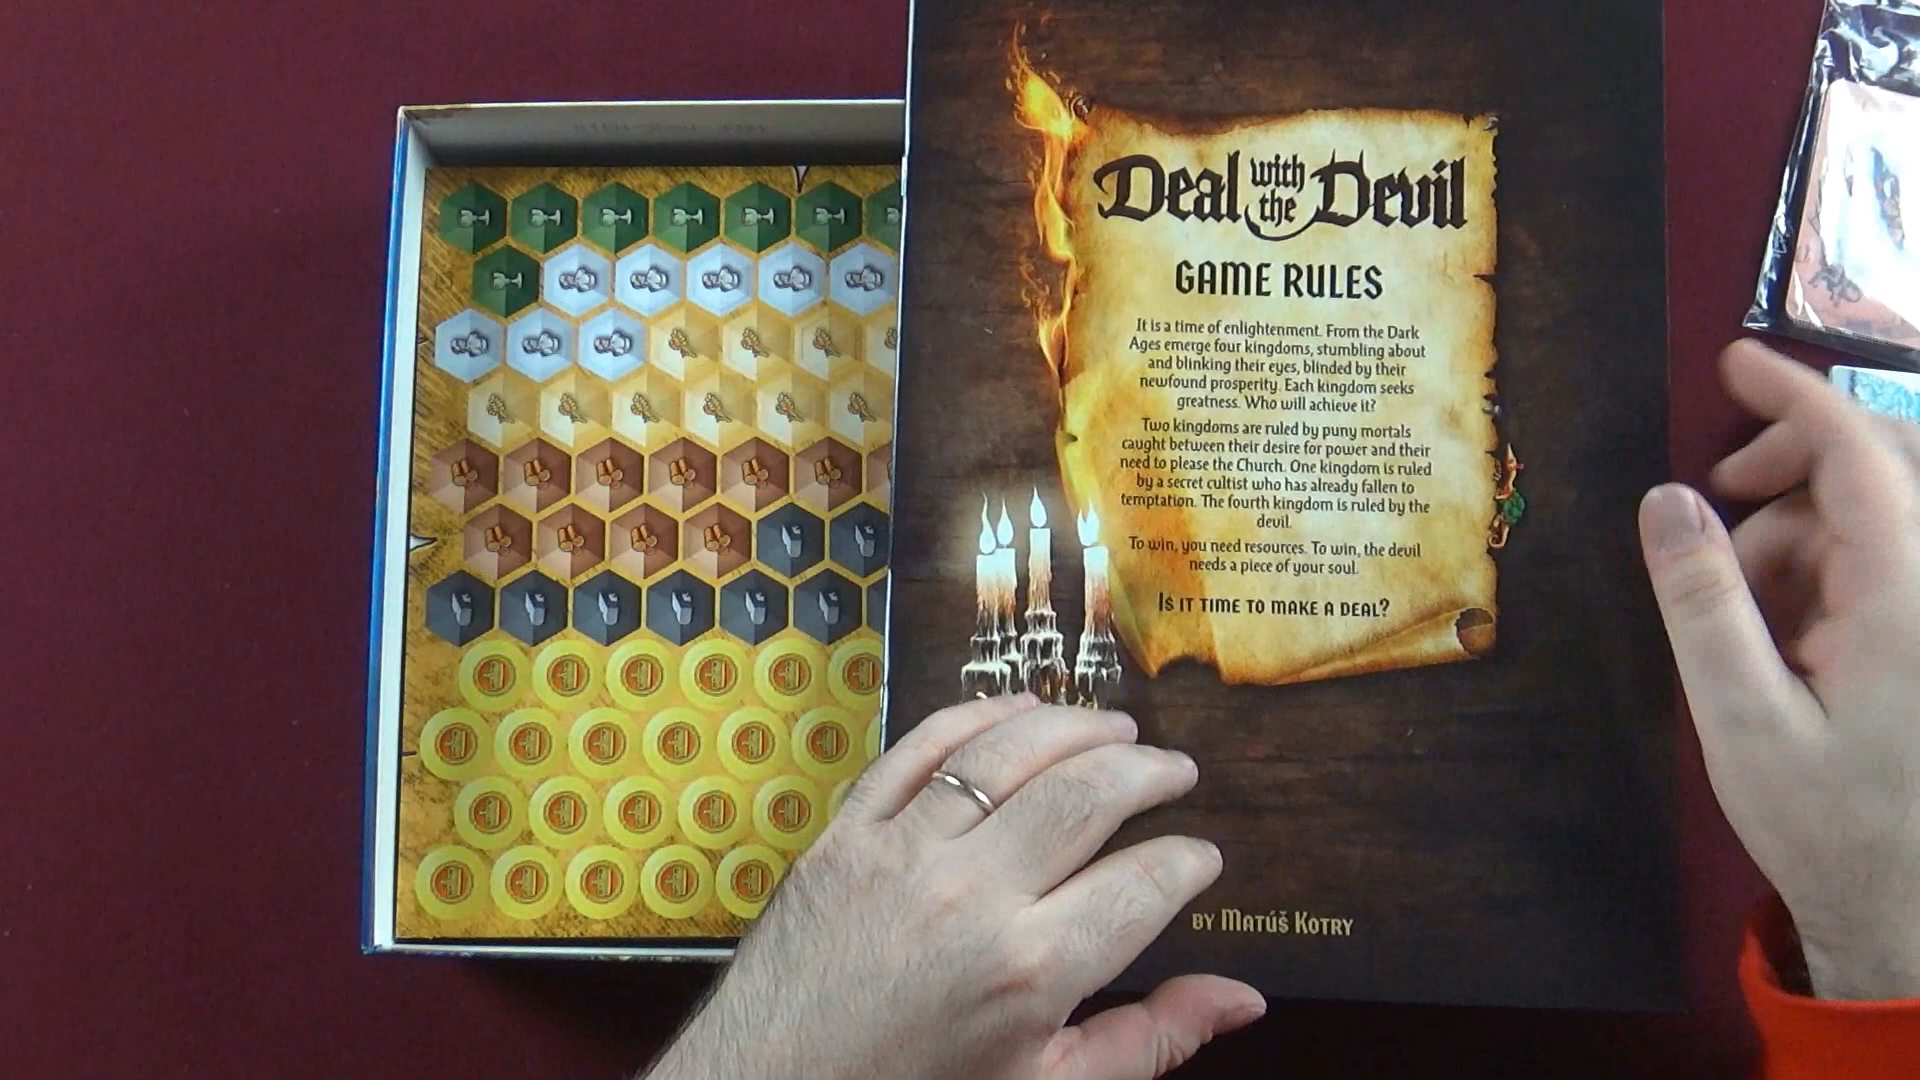 Deal with the Devil
GAME RULES
It is a time of enlightenment. From the Dark
Ages emerge four kingdoms, stumbling about
and blinking their eyes, blinded by their
newfound prosperity. Each kingdom seeks
greatness. Who will achieve it?
Two kingdoms are ruled by puny mortals
caught between their desire for power and their
need to please the Church. One kingdom is ruled
by a secret cultist who has already fallen to
temptation. The fourth kingdom is ruled by the
devil.
To win, you need resources. To win, the devil
needs a piece of your soul.
IS IT TIME TO MAKE A DEAL?
BY MATÚŠ KOTRY